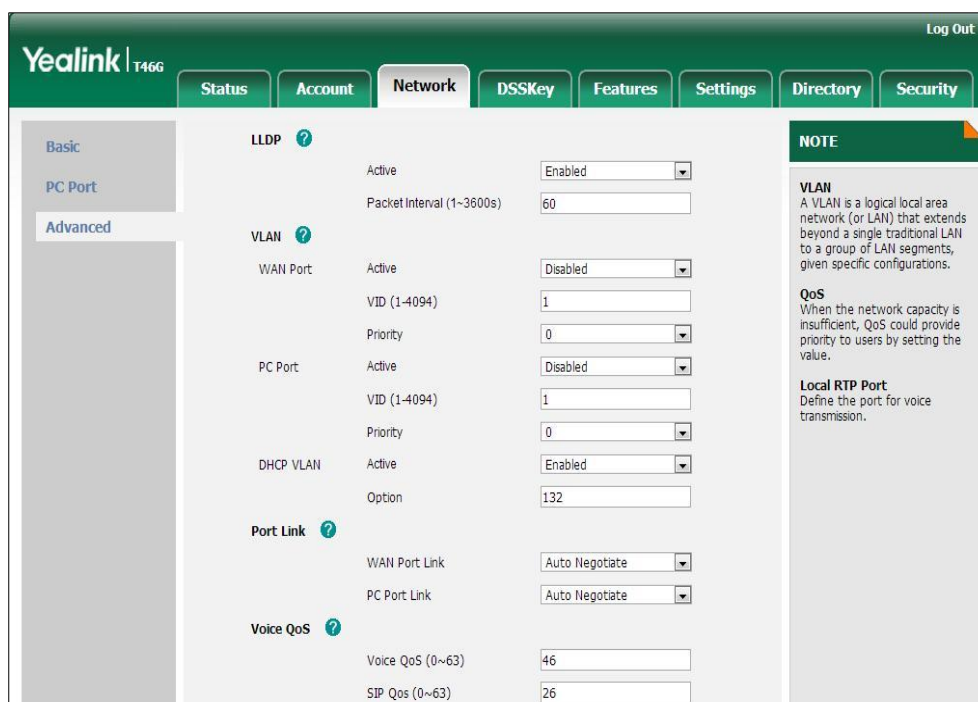 Log Out
Yealink T46G
Status Account Network DSSKey Features Settings Directory Security
Basic
PC Port
Advanced
LLDP ?
Active Enabled
Packet Interval (1~3600s) 60
VLAN ?
WAN Port Active Disabled
VID (1-4094) 1
Priority 0
PC Port Active Disabled
VID (1-4094) 1
Priority 0
DHCP VLAN Active Enabled
Option 132
Port Link ?
WAN Port Link Auto Negotiate
PC Port Link Auto Negotiate
Voice QoS ?
Voice QoS (0~63) 46
SIP Qos (0~63) 26
NOTE
VLAN
A VLAN is a logical local area
network (or LAN) that extends
beyond a single traditional LAN
to a group of LAN segments,
given specific configurations.
QoS
When the network capacity is
insufficient, QoS could provide
priority to users by setting the
value.
Local RTP Port
Define the port for voice
transmission.